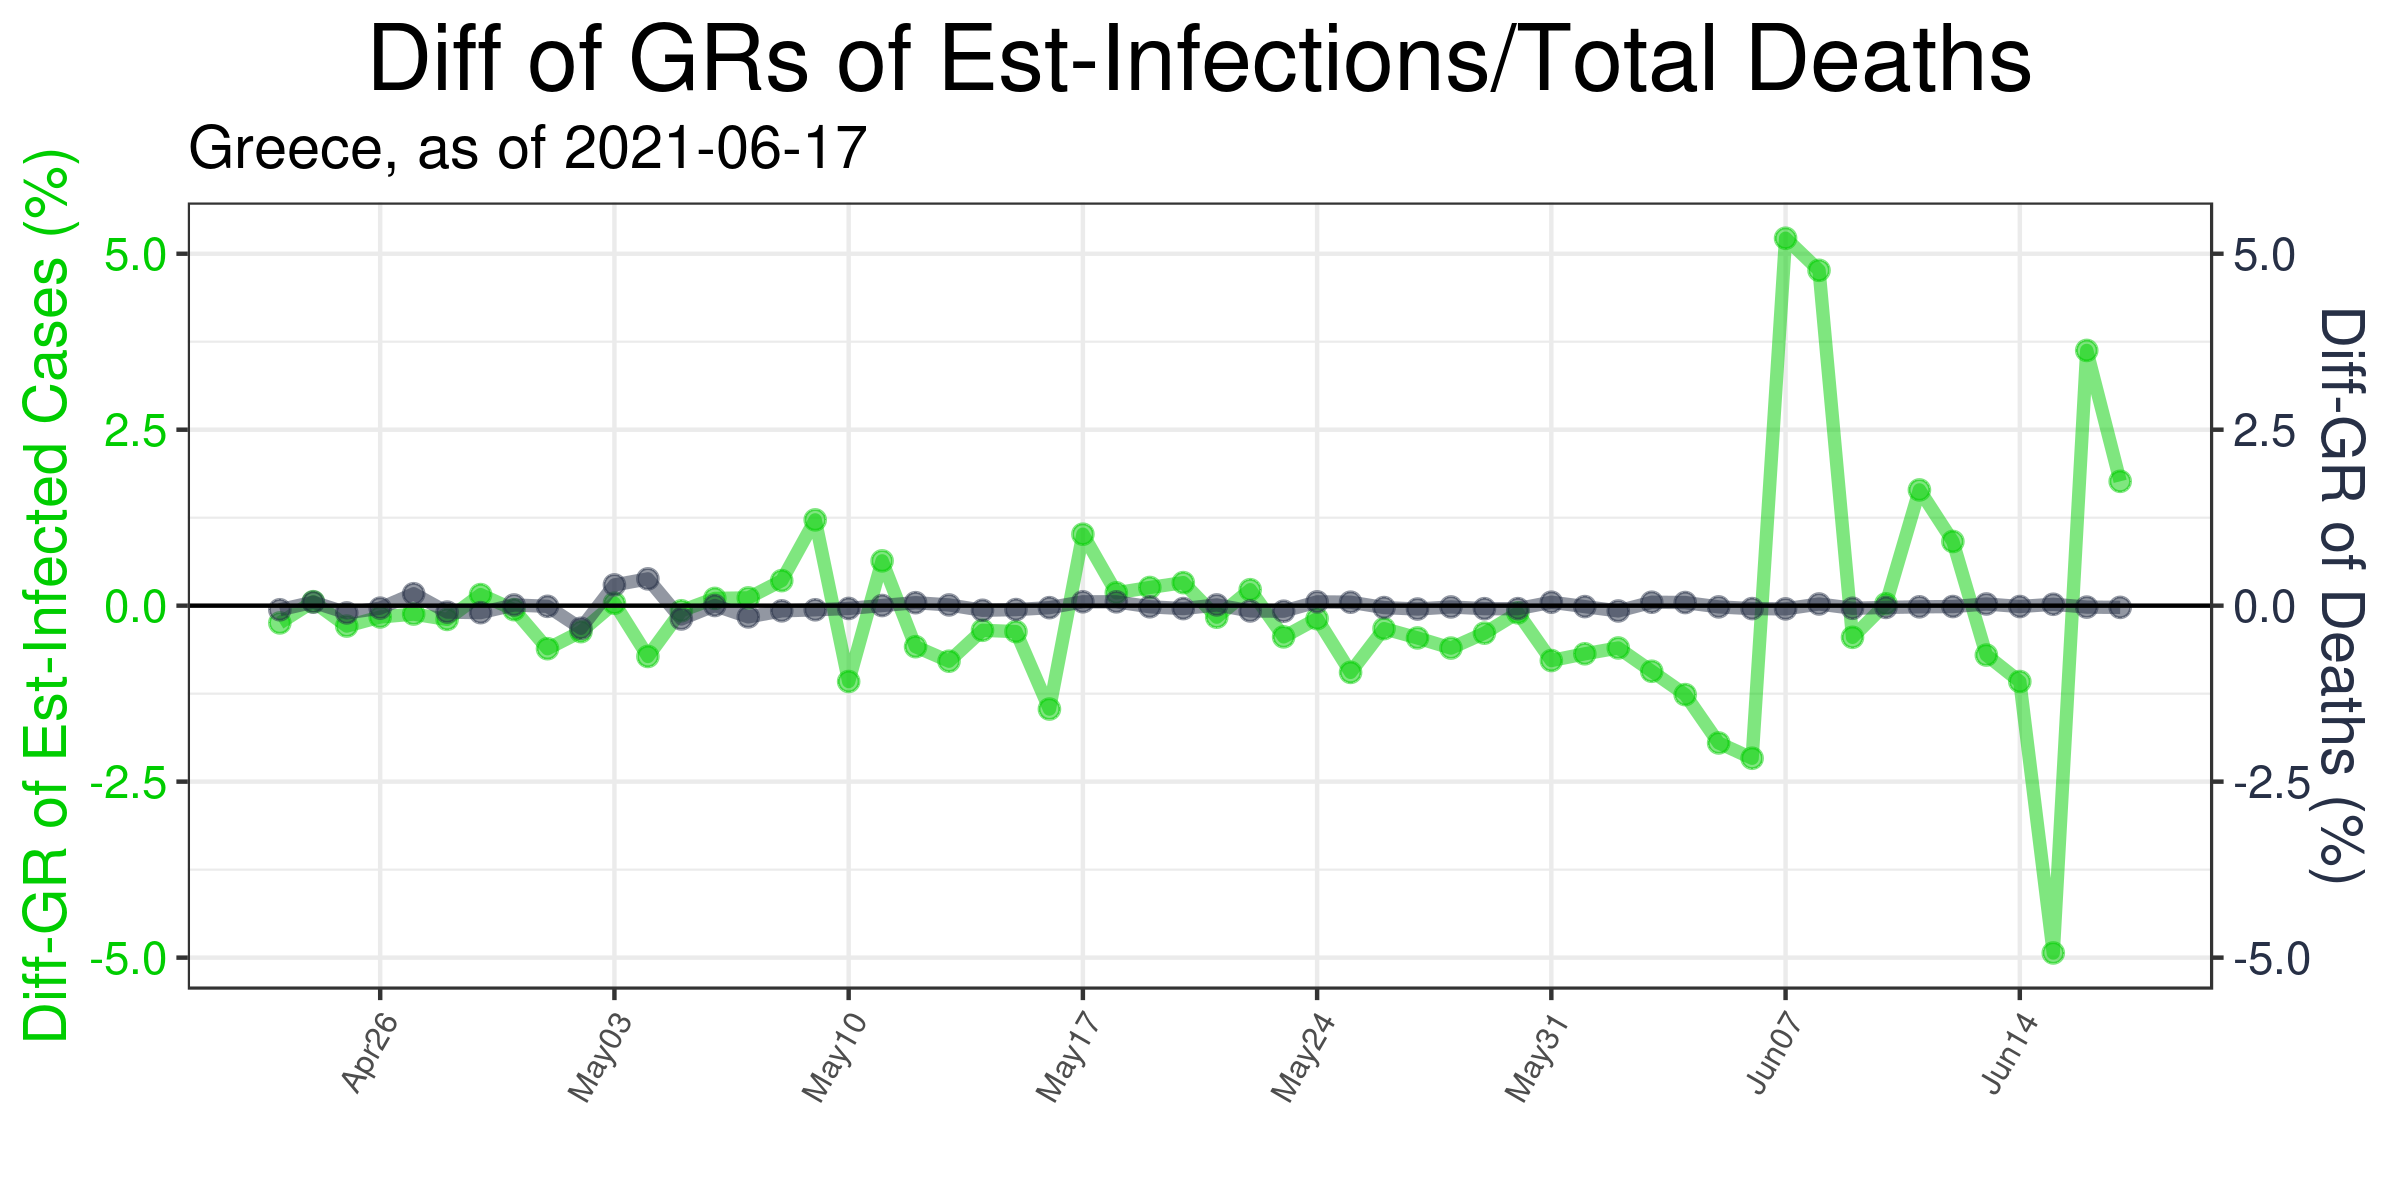 Diff of GRs of Est-Infections/Total Deaths
Greece, as of 2021-06-17
Diff-GR of Est-Infected Cases (%)
5.0
2.5
0.0
-2.5
-5.0
5.0
2.5
0.0
-2.5
-5.0
Diff-GR of Deaths (%)
Apr26
May03
May10
May17
May24
May31
Jun07
Jun14